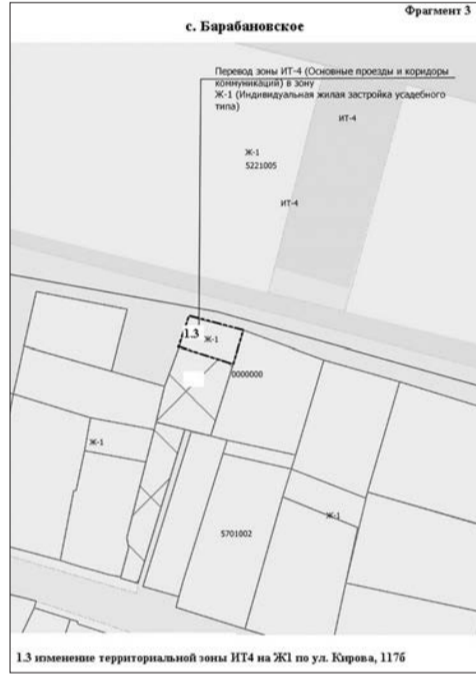 Фрагмент 3
с. Барабановское
Перевод зоны ИТ-4 (Основные проезды и коридоры
коммуникаций) в зону
Ж-1 (Индивидуальная жилая застройка усадебного
типа)
ИТ-4
Ж-1
5221005
ИТ-4
1.3
Ж-1
0000000
Ж-1
Ж-1
5701002
1.3 изменение территориальной зоны ИТ4 на Ж1 по ул. Кирова, 117б